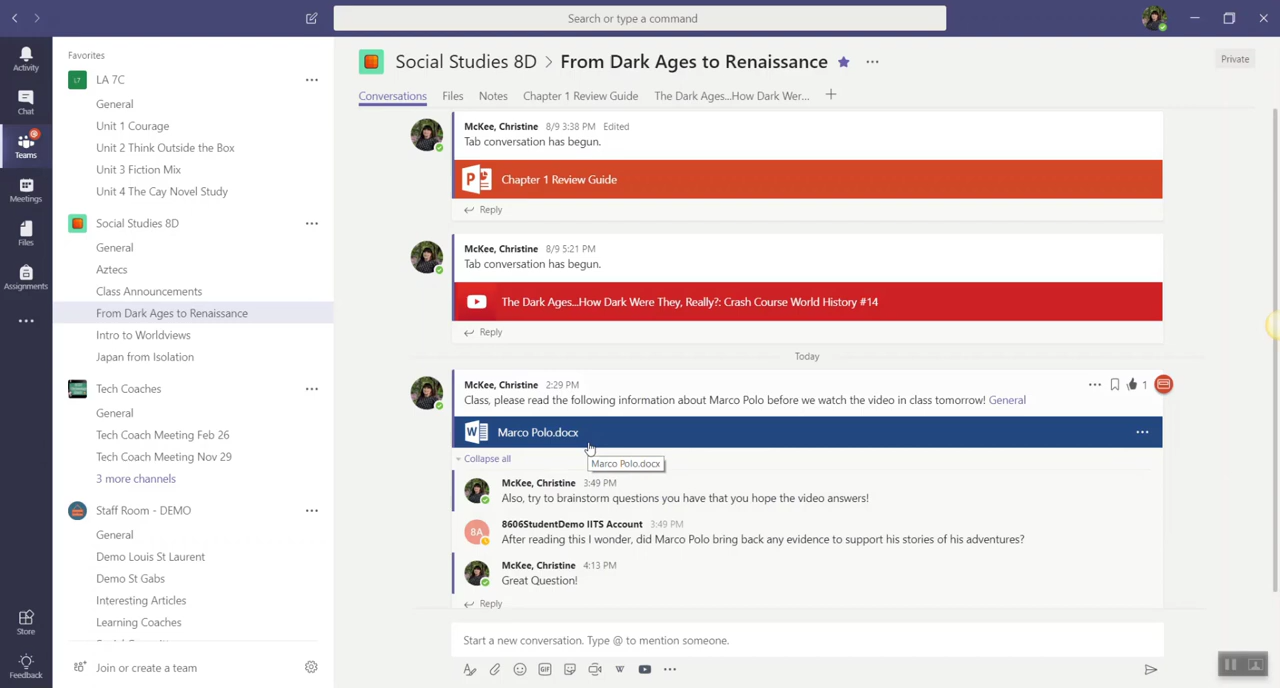 Search or type a command
Activity
Chat
Teams
Meetings
Files
Assignments
Store
Feedback
Favorites
L7
LA 7C
General
Unit 1 Courage
Unit 2 Think Outside the Box
Unit 3 Fiction Mix
Unit 4 The Cay Novel Study
Social Studies 8D
General
Aztecs
Class Announcements
From Dark Ages to Renaissance
Intro to Worldviews
Japan from Isolation
Tech Coaches
General
Tech Coach Meeting Feb 26
Tech Coach Meeting Nov 29
3 more channels
Staff Room - DEMO
General
Demo Louis St Laurent
Demo St Gabs
Interesting Articles
Learning Coaches
Join or create a team
Social Studies 8D > From Dark Ages to Renaissance
Private
Conversations Files Notes Chapter 1 Review Guide The Dark Ages...How Dark Wer...
McKee, Christine 8/9 3:38 PM Edited
Tab conversation has begun.
Chapter 1 Review Guide
Reply
McKee, Christine 8/9 5:21 PM
Tab conversation has begun.
The Dark Ages...How Dark Were They, Really?: Crash Course World History #14
Reply
Today
McKee, Christine 2:29 PM
1
Class, please read the following information about Marco Polo before we watch the video in class tomorrow! General
Marco Polo.docx
Collapse all
Marco Polo.docx
McKee, Christine 3:49 PM
Also, try to brainstorm questions you have that you hope the video answers!
8A
8606StudentDemo IITS Account 3:49 PM
After reading this I wonder, did Marco Polo bring back any evidence to support his stories of his adventures?
McKee, Christine 4:13 PM
Great Question!
Reply
Start a new conversation. Type @ to mention someone.
GIF
W